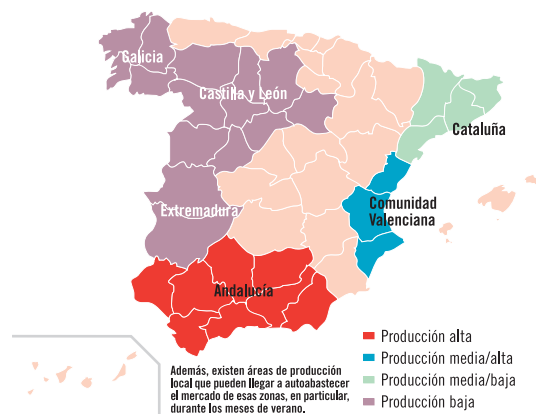 Galicia
Castilla y León
Cataluña
Comunidad
Valenciana
Extremadura
Andalucía
Además, existen áreas de producción
local que pueden llegar a autoabastecer
el mercado de esas zonas, en particular,
durante los meses de verano.
Producción alta
Producción media/alta
Producción media/baja
Producción baja